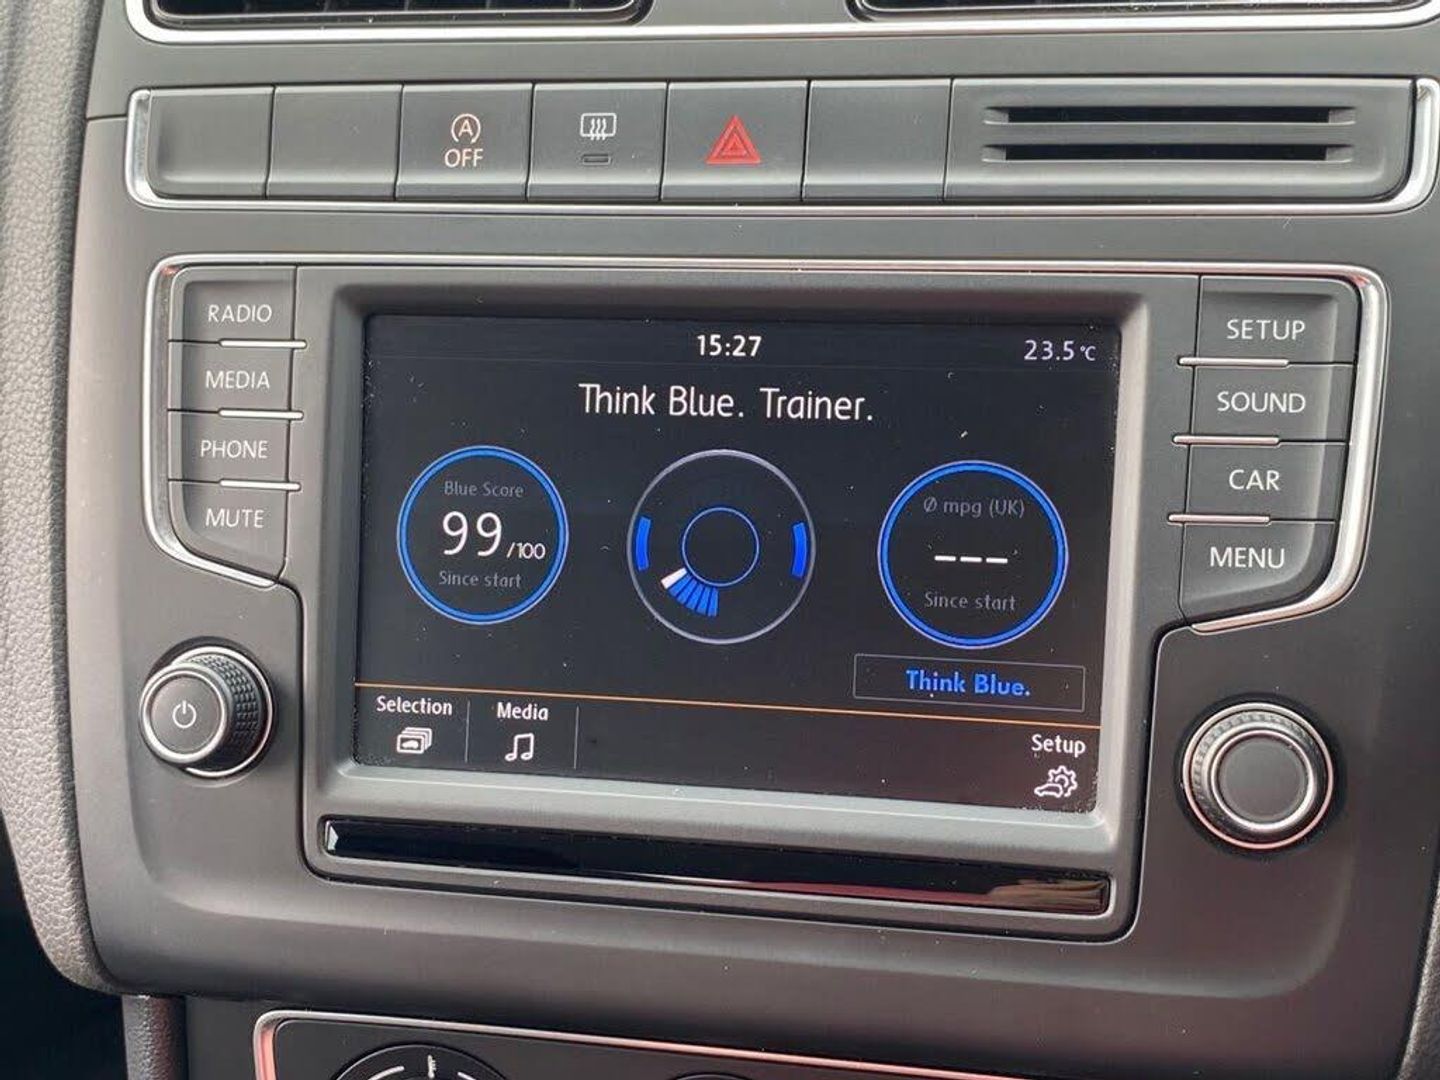 A
OFF
RADIO
MEDIA
PHONE
MUTE
15:27
23.5°C
Think Blue. Trainer.
Blue Score
99/100
Since start
Ø mpg (UK)
---
Since start
Think Blue.
Selection
Media
Setup
SETUP
SOUND
CAR
MENU